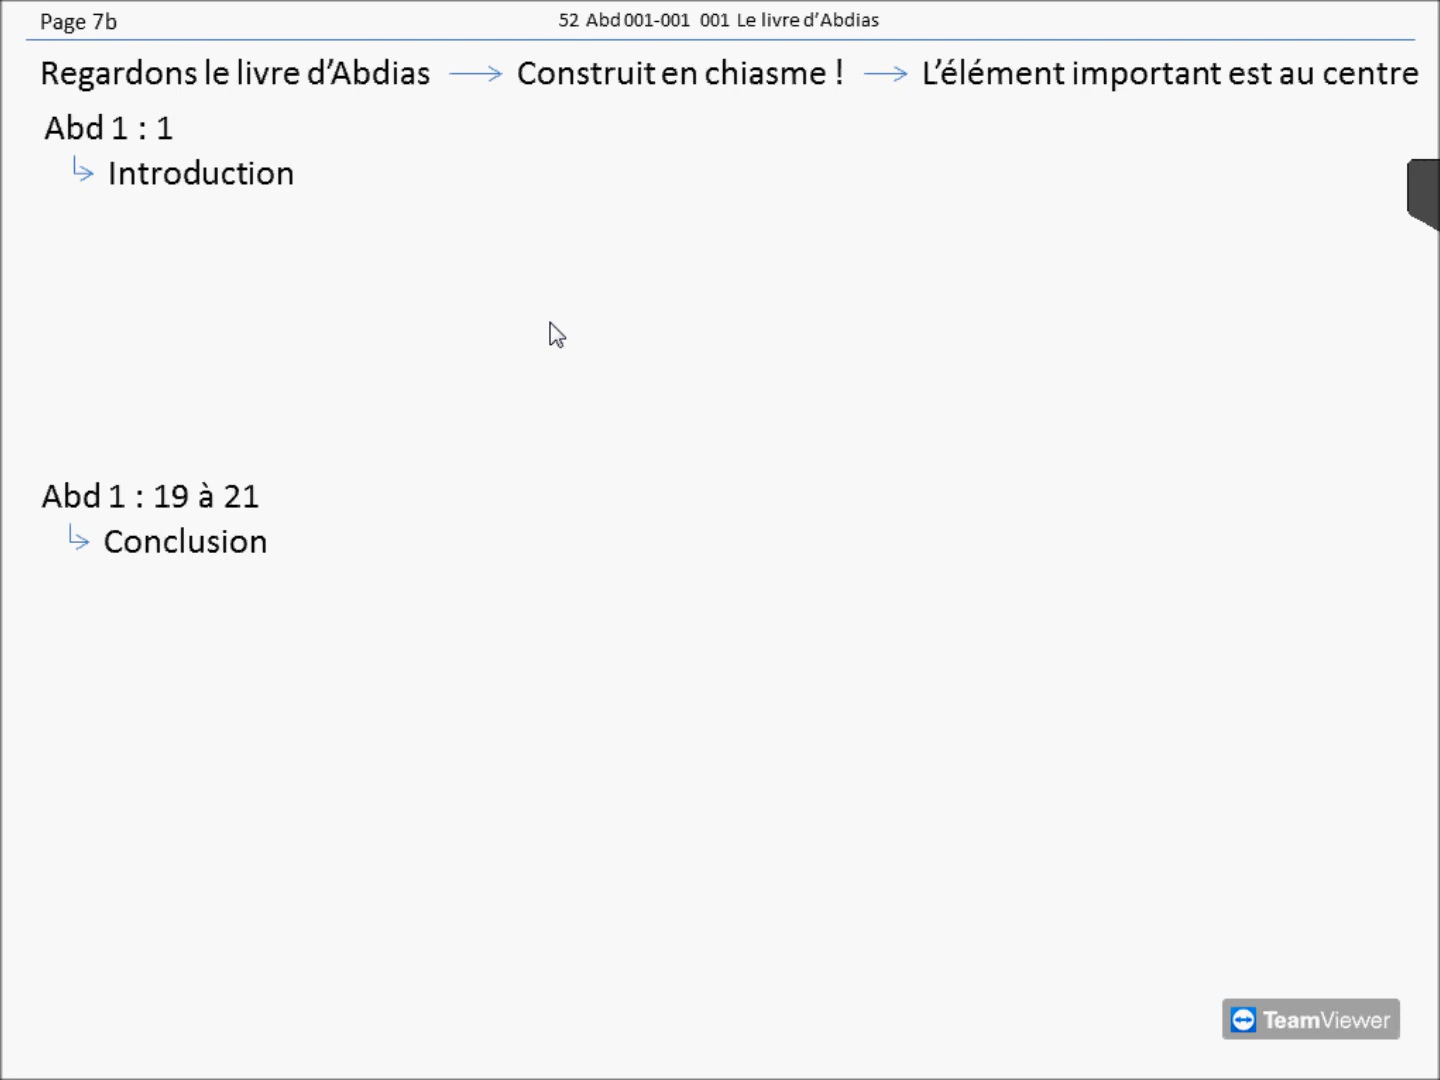 Page 7b
52 Abd 001-001 001 Le livre d'Abdias
Regardons le livre d'Abdias → Construit en chiasme ! → L'élément important est au centre
Abd 1 : 1
↳ Introduction
Abd 1 : 19 à 21
↳ Conclusion
TeamViewer